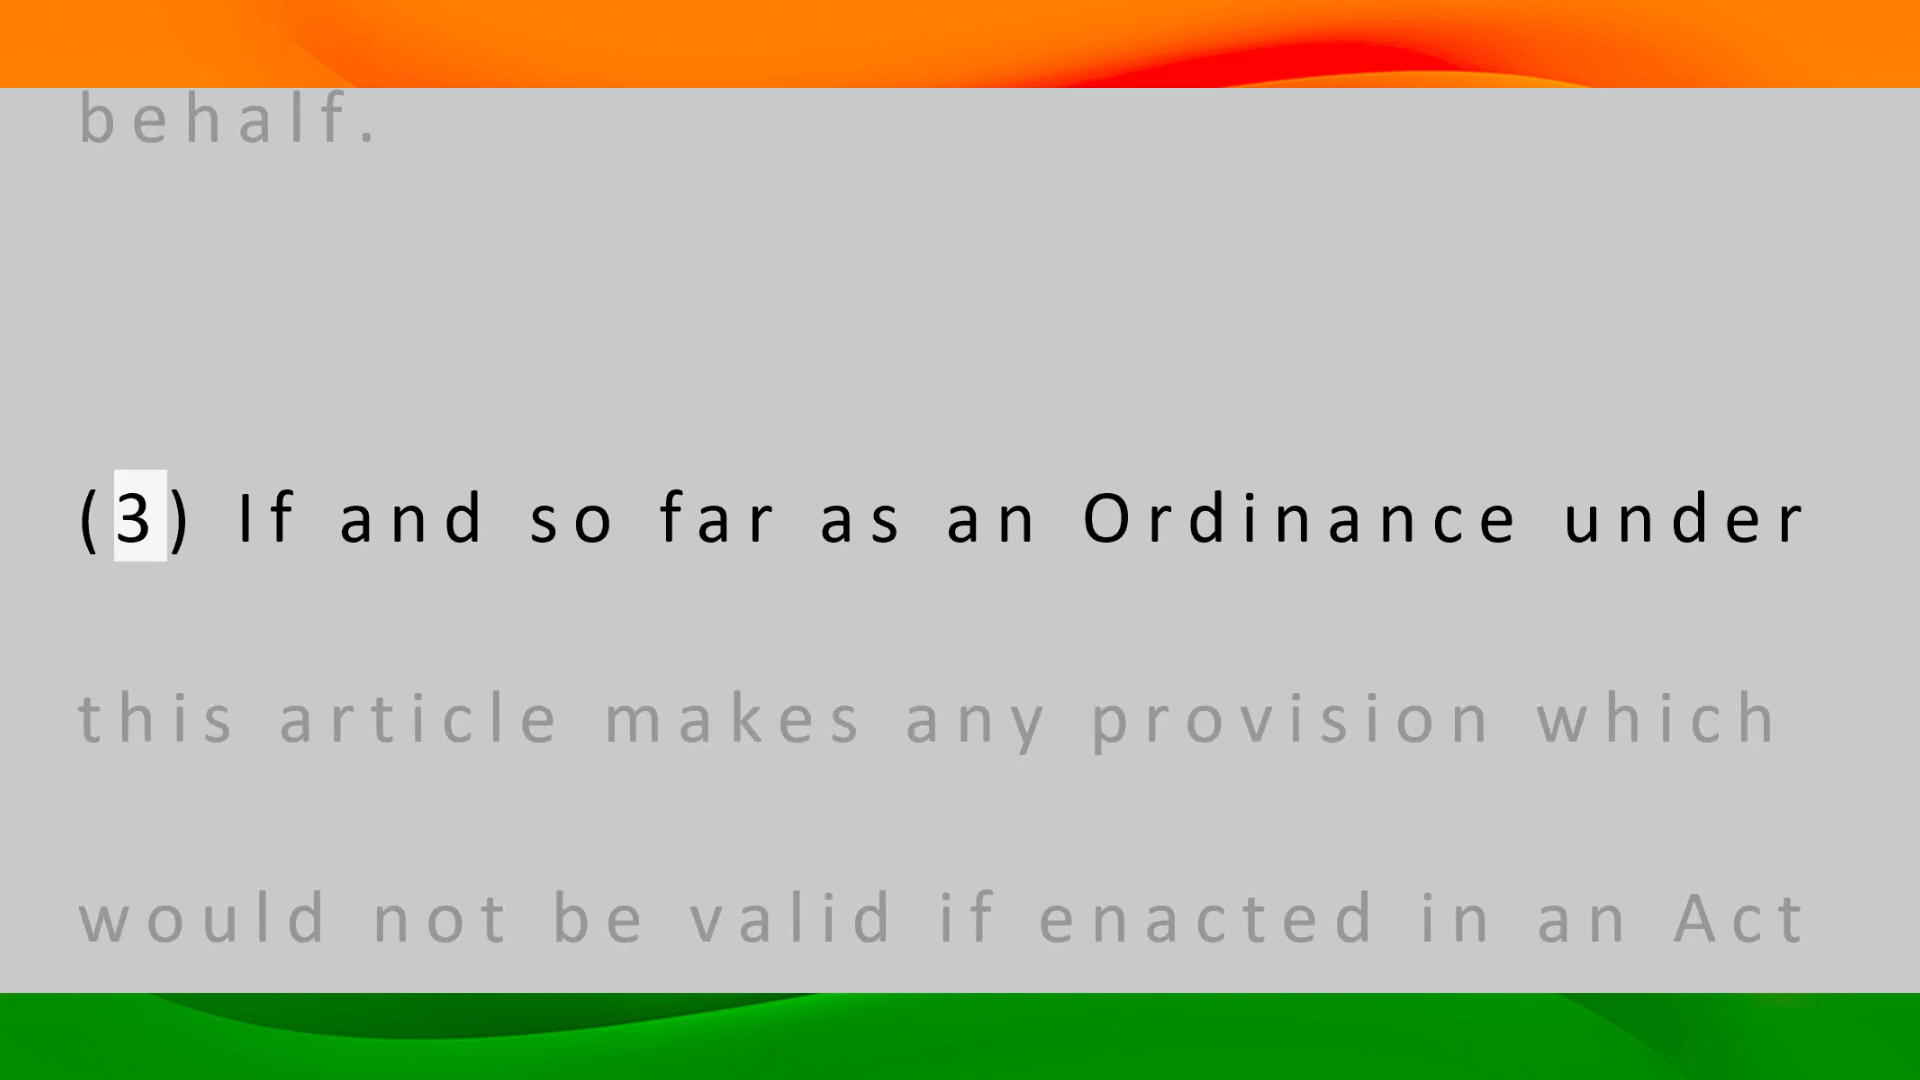 behalf.
(3) If and so far as an Ordinance under
this article makes any provision which
would not be valid if enacted in an Act